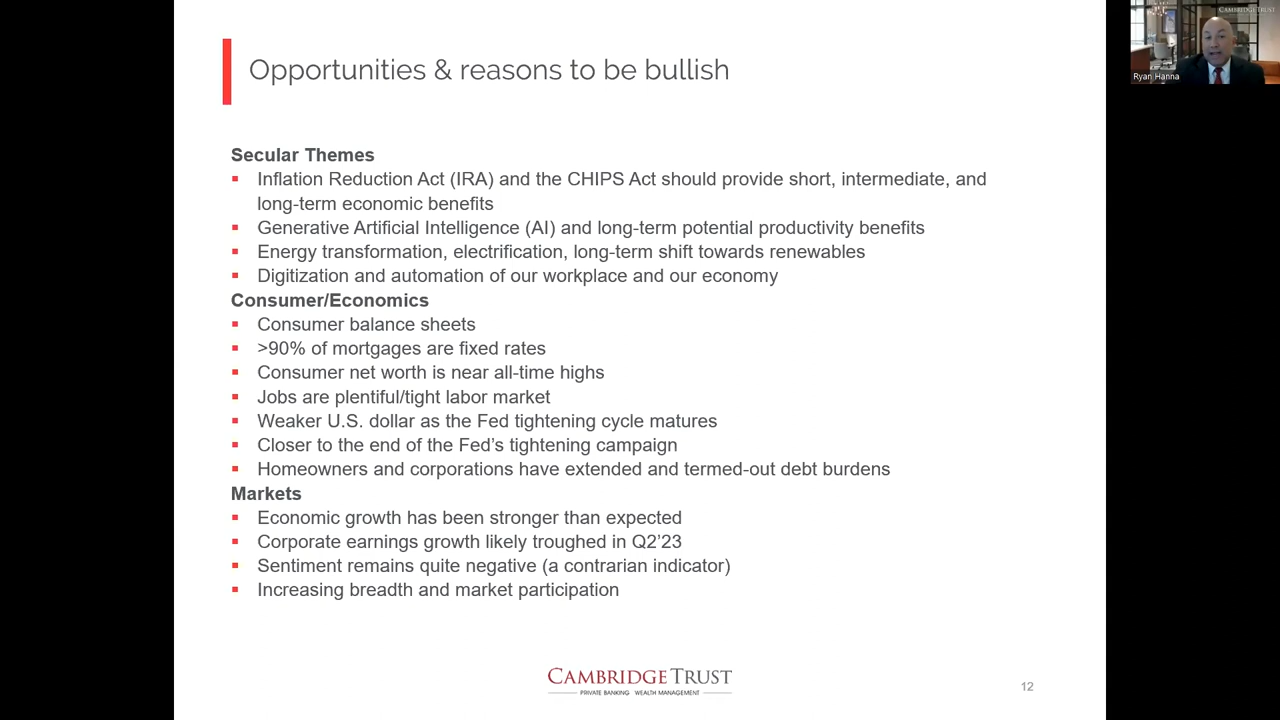 Opportunities & reasons to be bullish
CAMBRIDGE TRUST
Ryan Hanna
Secular Themes
▪ Inflation Reduction Act (IRA) and the CHIPS Act should provide short, intermediate, and
long-term economic benefits
▪ Generative Artificial Intelligence (AI) and long-term potential productivity benefits
▪ Energy transformation, electrification, long-term shift towards renewables
▪ Digitization and automation of our workplace and our economy
Consumer/Economics
▪ Consumer balance sheets
▪ >90% of mortgages are fixed rates
▪ Consumer net worth is near all-time highs
▪ Jobs are plentiful/tight labor market
▪ Weaker U.S. dollar as the Fed tightening cycle matures
▪ Closer to the end of the Fed’s tightening campaign
▪ Homeowners and corporations have extended and termed-out debt burdens
Markets
▪ Economic growth has been stronger than expected
▪ Corporate earnings growth likely troughed in Q2’23
▪ Sentiment remains quite negative (a contrarian indicator)
▪ Increasing breadth and market participation
CAMBRIDGE TRUST
PRIVATE BANKING WEALTH MANAGEMENT
12